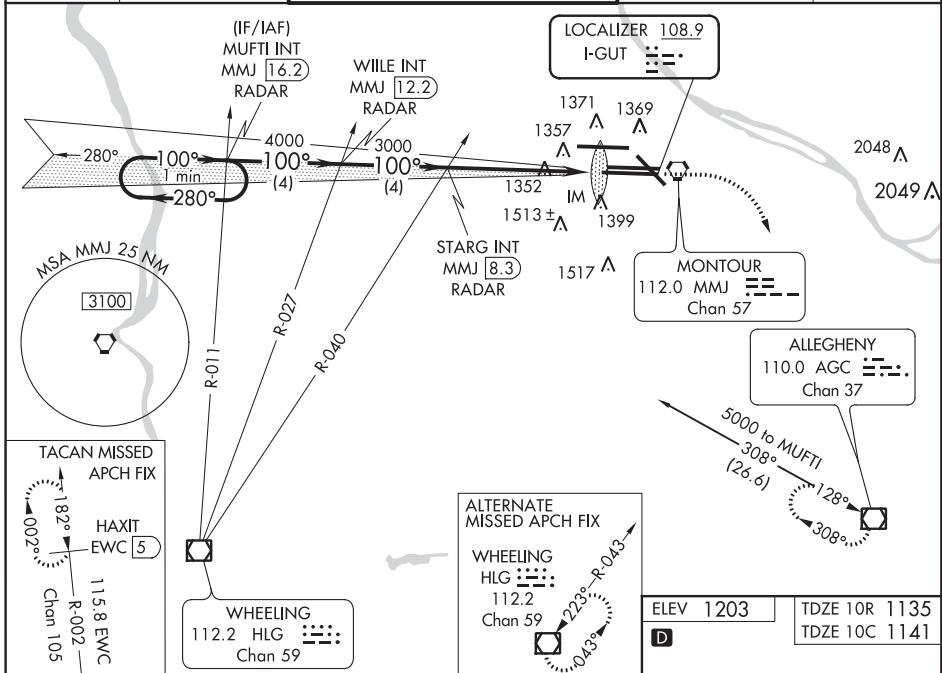 (IF/IAF)
MUFTI INT
MMJ 16.2
RADAR
WIILE INT
MMJ 12.2
RADAR
LOCALIZER 108.9
I-GUT
1371
1369
1357
1352
IM
1399
1513 ±
1517
2048
2049
4000
3000
280°
100°
1 min
280°
100°
(4)
100°
(4)
STARG INT
MMJ 8.3
RADAR
MONTOUR
112.0 MMJ
Chan 57
MSA MMJ 25 NM
3100
R-011
R-027
R-040
ALLEGHENY
110.0 AGC
Chan 37
5000 to MUFTI
308°
(26.6)
128°
308°
TACAN MISSED
APCH FIX
182°
002°
HAXIT
EWC 5
R-002
115.8 EWC
Chan 105
WHEELING
112.2 HLG
Chan 59
ALTERNATE
MISSED APCH FIX
WHEELING
HLG
112.2
Chan 59
223°
R-043
043°
ELEV 1203
D
TDZE 10R 1135
TDZE 10C 1141